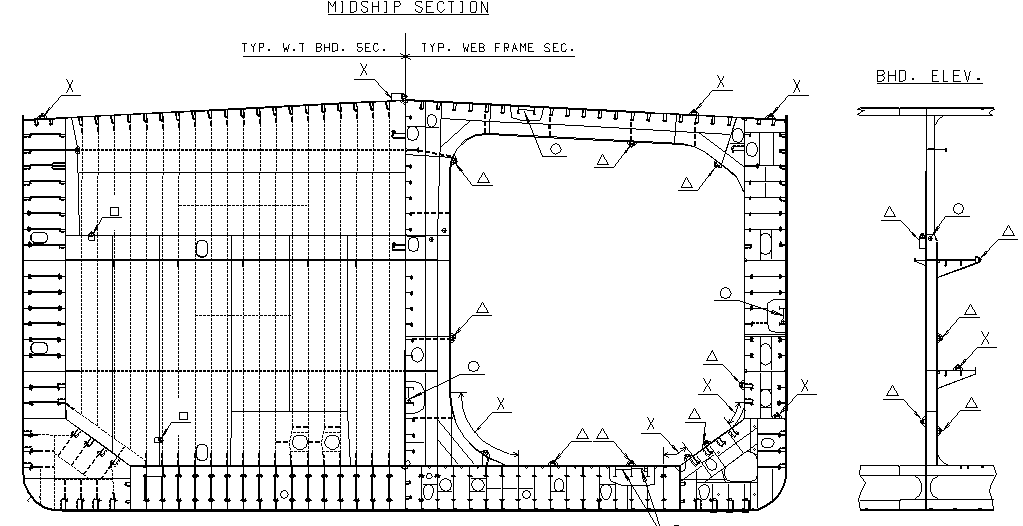 MIDSHIP SECTION
TYP. W.T BHD. SEC.
TYP. WEB FRAME SEC.
BHD. ELEV.
X
X
X
X
X
X
X
X
X
X